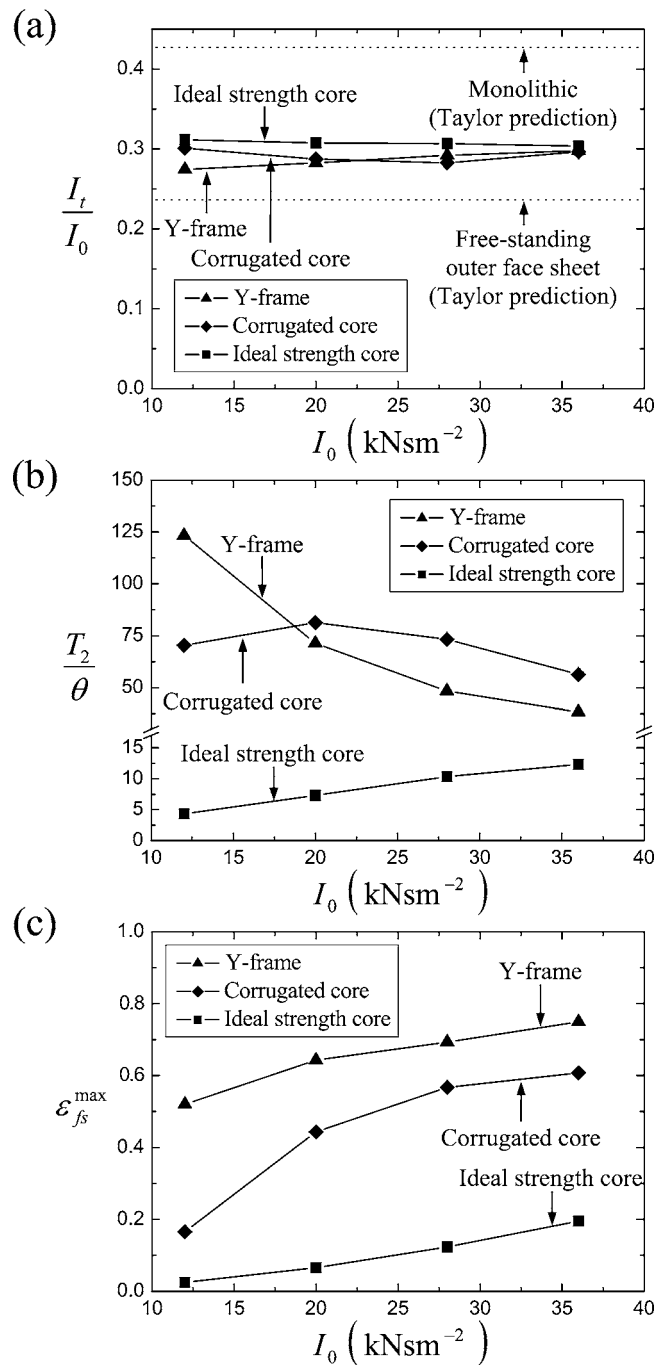 (a)
0.4
0.3
0.2
0.1
0.0
I_t
I_0
Monolithic
(Taylor prediction)
Ideal strength core
Y-frame
Corrugated core
Free-standing
outer face sheet
(Taylor prediction)
Y-frame
Corrugated core
Ideal strength core
10 15 20 25 30 35 40
I_0 (kNsm⁻²)
(b)
150
125
100
75
50
15
10
5
0
T_2
θ
Y-frame
Corrugated core
Ideal strength core
Y-frame
Corrugated core
Ideal strength core
10 15 20 25 30 35 40
I_0 (kNsm⁻²)
(c)
1.0
0.8
0.6
0.4
0.2
0.0
ε_fs^max
Y-frame
Corrugated core
Ideal strength core
Y-frame
Corrugated core
Ideal strength core
10 15 20 25 30 35 40
I_0 (kNsm⁻²)